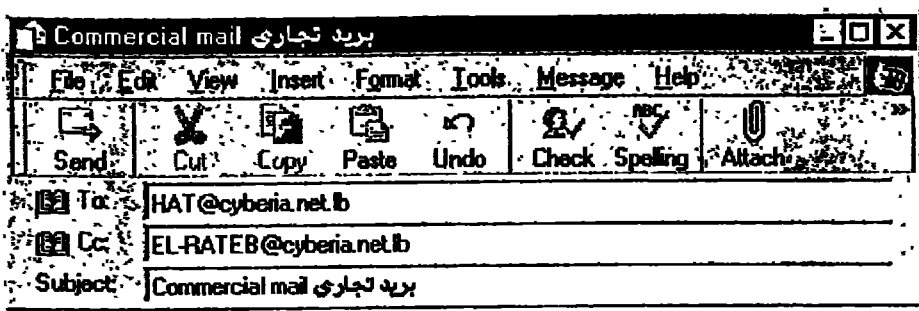 Commercial mail بريد تجاري
File Edit View Insert Format Tools Message Help
ABC
Send Cut Copy Paste Undo Check Spelling Attach »
To: HAT@cyberia.net.lb
Cc: EL-RATEB@cyberia.net.lb
Subject: Commercial mail بريد تجاري